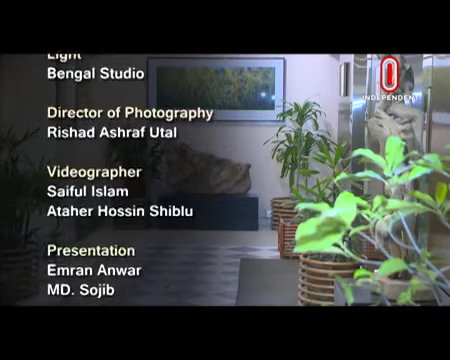 Light
Bengal Studio
INDEPENDENT
Director of Photography
Rishad Ashraf Utal
Videographer
Saiful Islam
Ataher Hossin Shiblu
Presentation
Emran Anwar
MD. Sojib